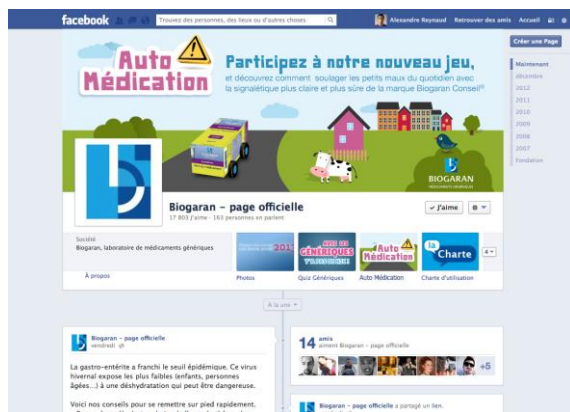 facebook
Trouvez des personnes, des lieux ou d'autres choses
Alexandre Reynaud
Retrouver des amis
Accueil
Créer une Page
Auto
Médication
Participez à notre nouveau jeu,
et découvrez comment soulager les petits maux du quotidien avec
la signalétique plus claire et plus sûre de la marque Biogaran Conseil®
Maintenant
décembre
2012
2011
2010
2009
2008
2007
Fondation
BIOGARAN
MÉDICAMENTS GÉNÉRIQUES
Biogaran – page officielle
17 803 J'aime · 163 personnes en parlent
J'aime
Société
Biogaran, laboratoire de médicaments génériques
À propos
GÉNÉRIQUES
Auto
Médication
la
Charte
4
Photos
Quiz Génériques
Auto Médication
Charte d'utilisation
À la une
Biogaran – page officielle
vendredi
La gastro-entérite a franchi le seuil épidémique. Ce virus
hivernal expose les plus faibles (enfants, personnes
âgées...) à une déshydratation qui peut être dangereuse.
Voici nos conseils pour se remettre sur pied rapidement.
14 amis
aiment Biogaran – page officielle
+5
Biogaran – page officielle a partagé un lien.